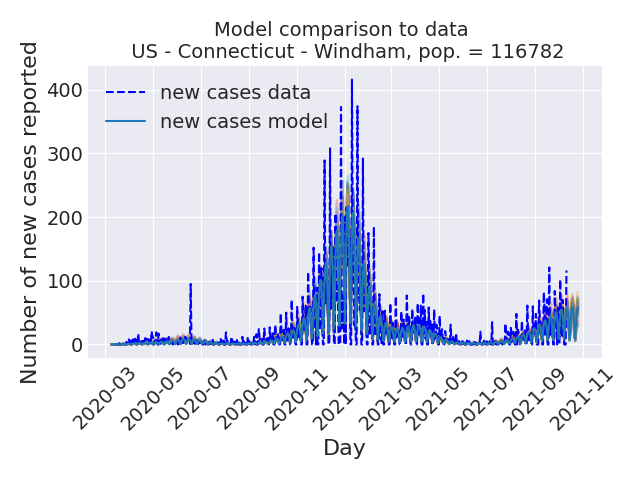 Model comparison to data
US - Connecticut - Windham, pop. = 116782
Number of new cases reported
400
300
200
100
0
new cases data
new cases model
2020-03
2020-05
2020-07
2020-09
2020-11
2021-01
2021-03
2021-05
2021-07
2021-09
2021-11
Day